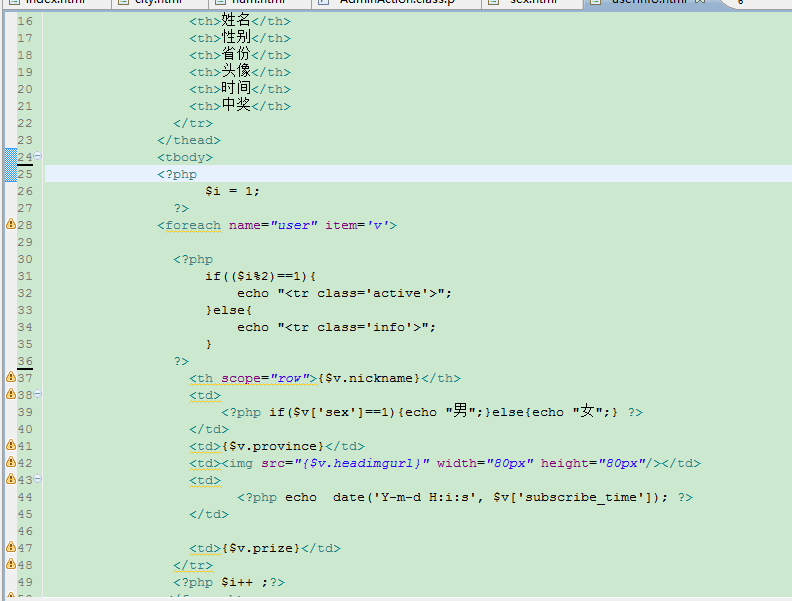 index.html city.html num.html AdminAction.class.p sex.html userinfo.html 6
16 <th>姓名</th>
17 <th>性别</th>
18 <th>省份</th>
19 <th>头像</th>
20 <th>时间</th>
21 <th>中奖</th>
22 </tr>
23 </thead>
24 <tbody>
25 <?php
26 $i = 1;
27 ?>
28 <foreach name="user" item='v'>
29
30 <?php
31 if(($i%2)==1){
32 echo "<tr class='active'>";
33 }else{
34 echo "<tr class='info'>";
35 }
36 ?>
37 <th scope="row">{$v.nickname}</th>
38 <td>
39 <?php if($v['sex']==1){echo "男";}else{echo "女";} ?>
40 </td>
41 <td>{$v.province}</td>
42 <td><img src="{$v.headimgurl}" width="80px" height="80px"/></td>
43 <td>
44 <?php echo  date('Y-m-d H:i:s', $v['subscribe_time']); ?>
45 </td>
46
47 <td>{$v.prize}</td>
48 </tr>
49 <?php $i++ ;?>